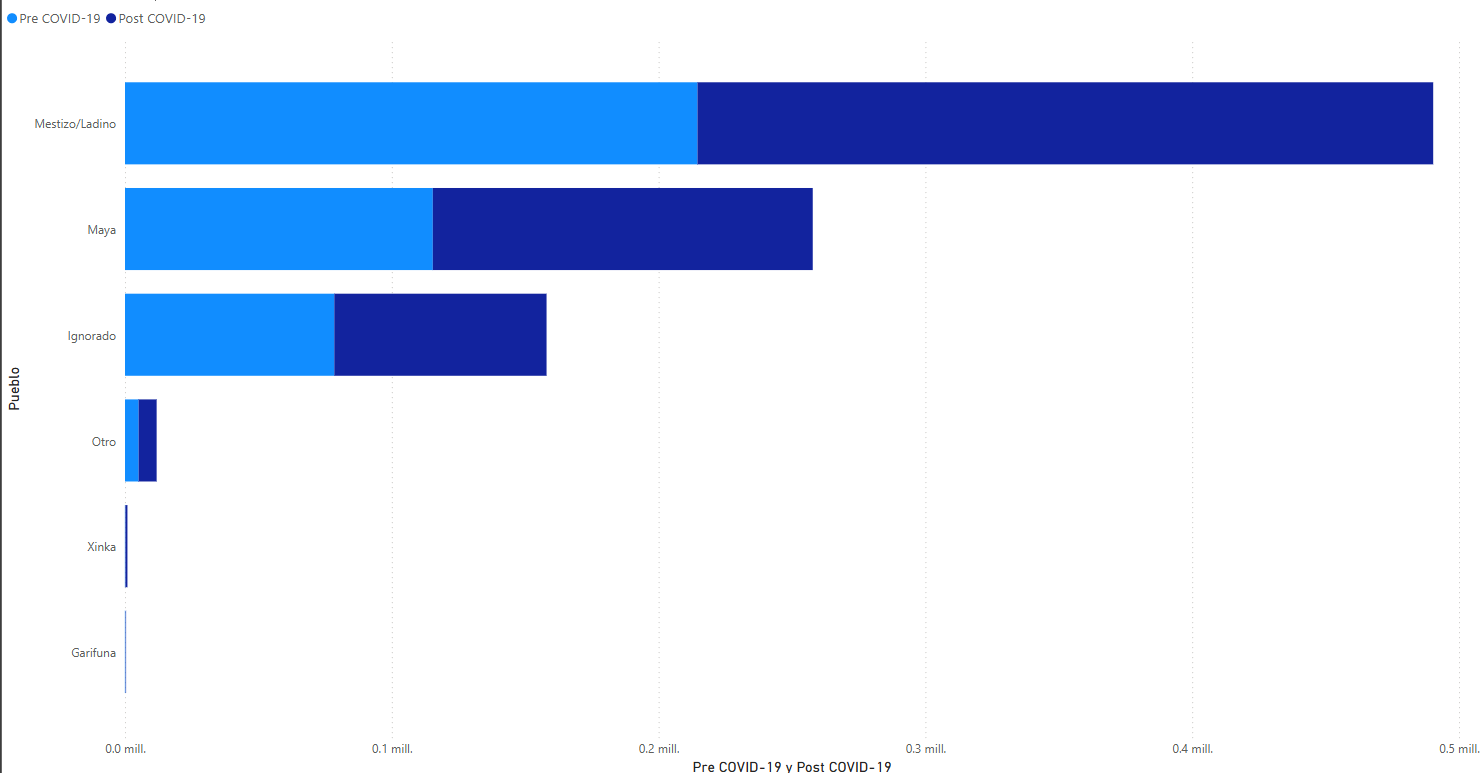 Pre COVID-19 Post COVID-19
Mestizo/Ladino
Maya
Ignorado
Otro
Xinka
Garifuna
Pueblo
0.0 mill. 0.1 mill. 0.2 mill. 0.3 mill. 0.4 mill. 0.5 mill.
Pre COVID-19 y Post COVID-19